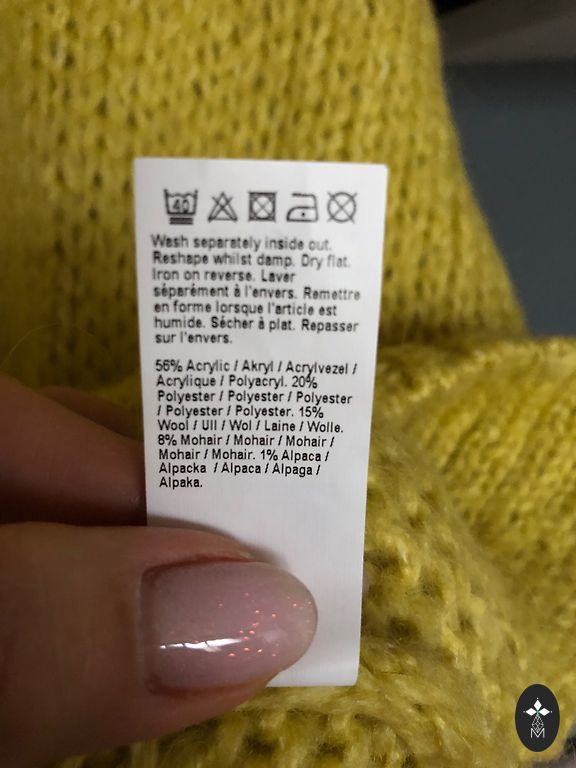 40
Wash separately inside out.
Reshape whilst damp. Dry flat.
Iron on reverse. Laver
séparément à l'envers. Remettre
en forme lorsque l'article est
humide. Sécher à plat. Repasser
sur l'envers.
56% Acrylic / Akryl / Acrylvezel /
Acrylique / Polyacryl. 20%
Polyester / Polyester / Polyester
/ Polyester / Polyester. 15%
Wool / Ull / Wol / Laine / Wolle.
8% Mohair / Mohair / Mohair /
Mohair / Mohair. 1% Alpaca /
Alpacka / Alpaca / Alpaga /
Alpaka.
M